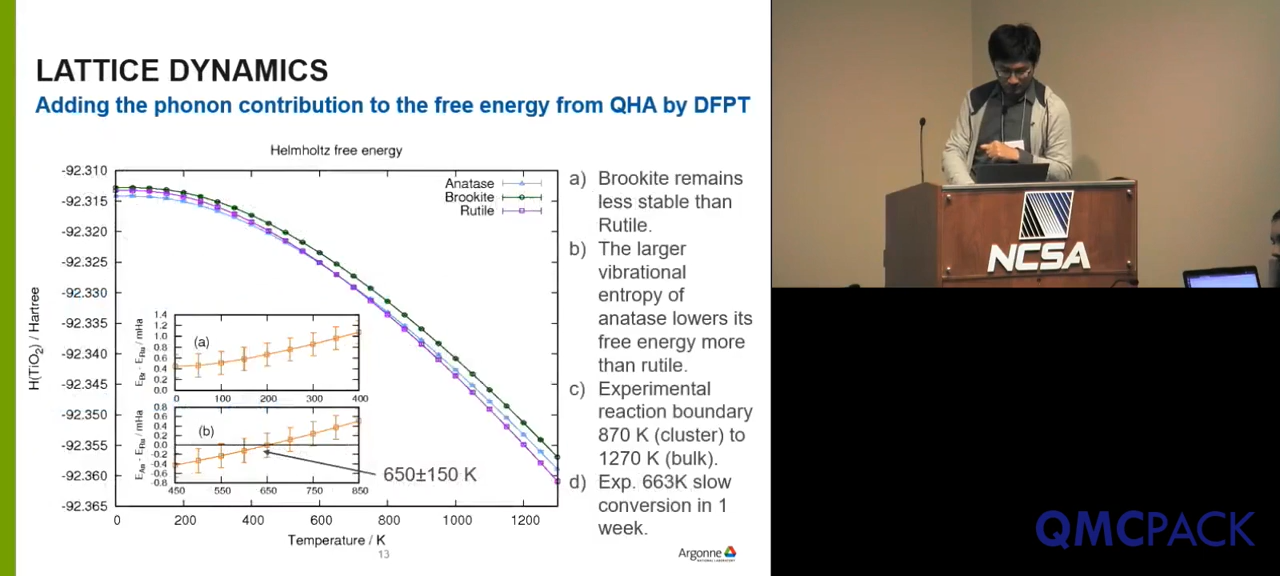 LATTICE DYNAMICS
Adding the phonon contribution to the free energy from QHA by DFPT
Helmholtz free energy
Anatase
Brookite
Rutile
H(TiO2) / Hartree
-92.310
-92.315
-92.320
-92.325
-92.330
-92.335
-92.340
-92.345
-92.350
-92.355
-92.360
-92.365
0 200 400 600 800 1000 1200
Temperature / K
(a)
EBr - ERu / mHa
1.4
1.2
1.0
0.8
0.6
0.4
0.2
0.0
0 100 200 300 400
(b)
EAn - ERu / mHa
0.8
0.6
0.4
0.2
0.0
-0.2
-0.4
-0.6
-0.8
450 550 650 750 850
650±150 K
a) Brookite remains
less stable than
Rutile.
b) The larger
vibrational
entropy of
anatase lowers its
free energy more
than rutile.
c) Experimental
reaction boundary
870 K (cluster) to
1270 K (bulk).
d) Exp. 663K slow
conversion in 1
week.
13
Argonne
NATIONAL LABORATORY
NCSA
QMCPACK